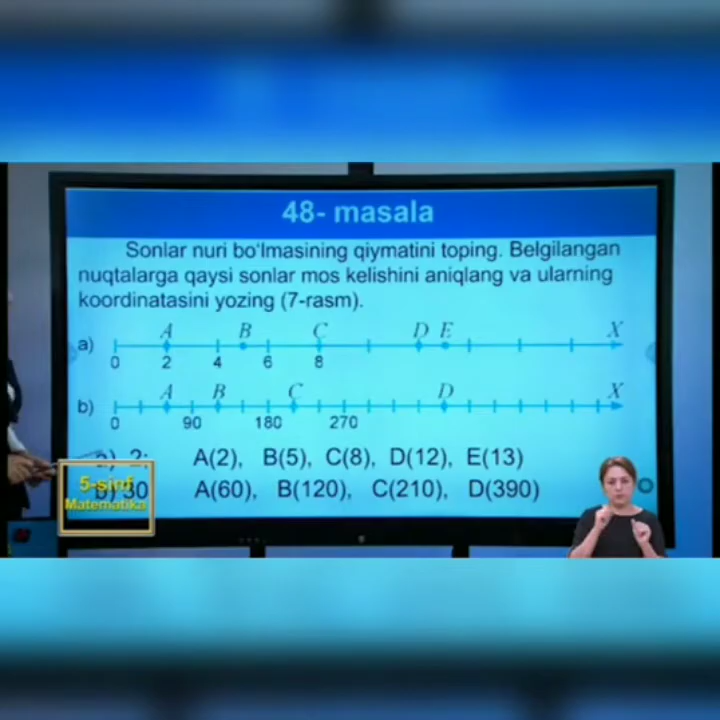 48- masala
Sonlar nuri bo‘lmasining qiymatini toping. Belgilangan
nuqtalarga qaysi sonlar mos kelishini aniqlang va ularning
koordinatasini yozing (7-rasm).
A B C D E X
a)
0 2 4 6 8
A B C D X
b)
0 90 180 270
a) 2; A(2), B(5), C(8), D(12), E(13)
b) 30 A(60), B(120), C(210), D(390)
5-sinf
Matematika